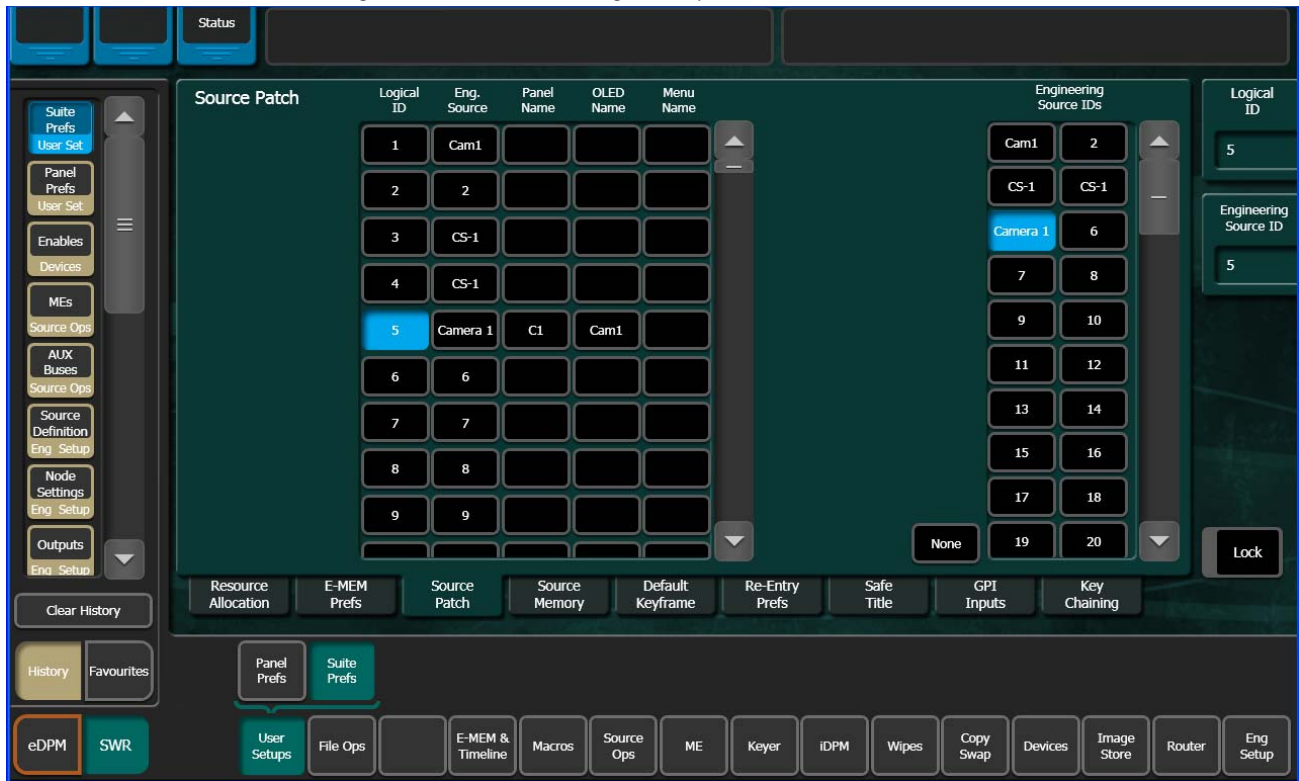 Status
Source Patch
Logical
ID
Eng.
Source
Panel
Name
OLED
Name
Menu
Name
Engineering
Source IDs
1 Cam1
2 2
3 CS-1
4 CS-1
5 Camera 1 C1 Cam1
6 6
7 7
8 8
9 9
Cam1 2
CS-1 CS-1
Camera 1 6
7 8
9 10
11 12
13 14
15 16
17 18
None 19 20
Logical
ID
5
Engineering
Source ID
5
Lock
Suite
Prefs
User Set
Panel
Prefs
User Set
Enables
Devices
MEs
Source Ops
AUX
Buses
Source Ops
Source
Definition
Eng Setup
Node
Settings
Eng Setup
Outputs
Eng Setup
Clear History
History Favourites
eDPM SWR
Resource
Allocation
E-MEM
Prefs
Source
Patch
Source
Memory
Default
Keyframe
Re-Entry
Prefs
Safe
Title
GPI
Inputs
Key
Chaining
Panel
Prefs
Suite
Prefs
User
Setups
File Ops
E-MEM &
Timeline
Macros
Source
Ops
ME
Keyer
iDPM
Wipes
Copy
Swap
Devices
Image
Store
Router
Eng
Setup